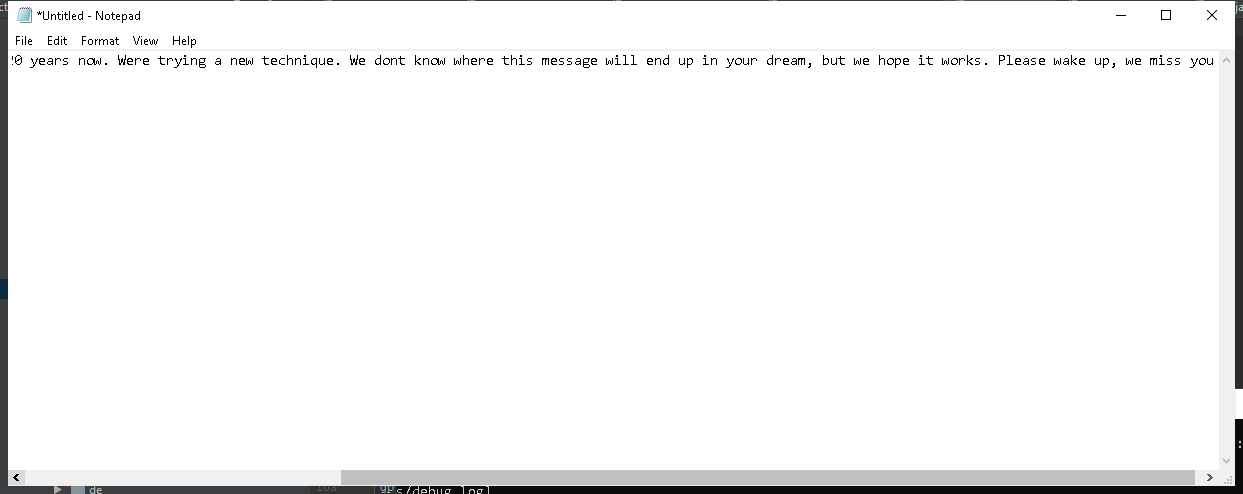 *Untitled - Notepad
File Edit Format View Help
0 years now. Were trying a new technique. We dont know where this message will end up in your dream, but we hope it works. Please wake up, we miss you
de
103
s/debug.log]